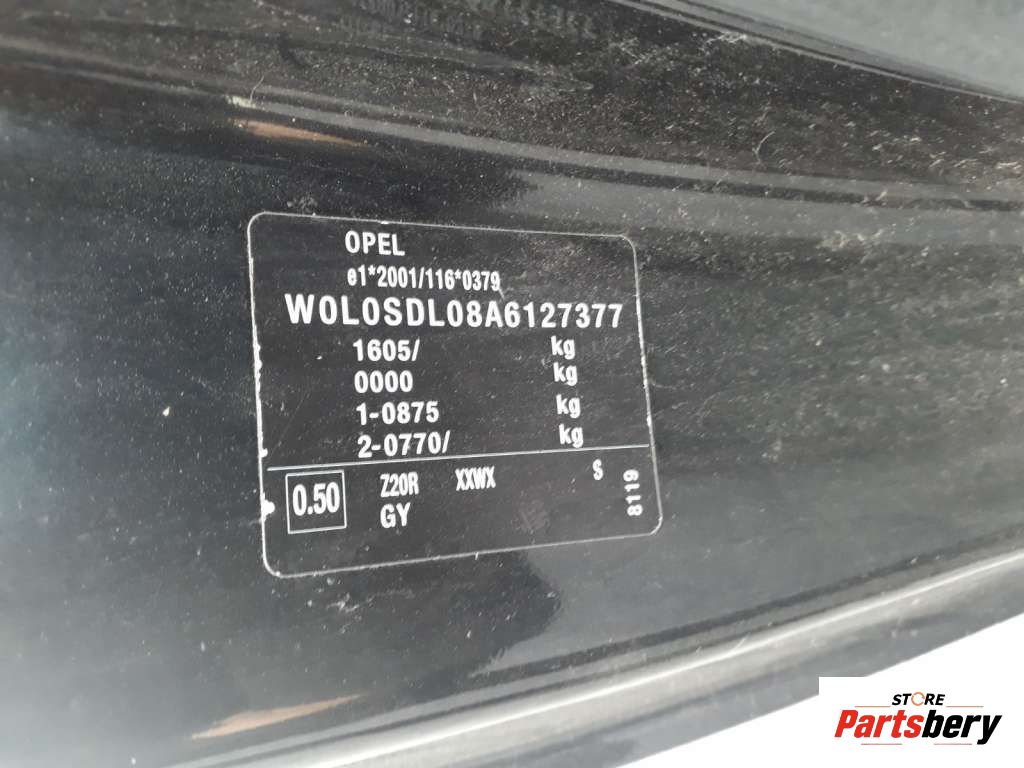 OPEL
e1*2001/116*0379
W0L0SDL08A6127377
1605/ kg
0000 kg
1-0875 kg
2-0770/ kg
0.50 Z20R XXWX S
GY
8119
STORE
Partsbery